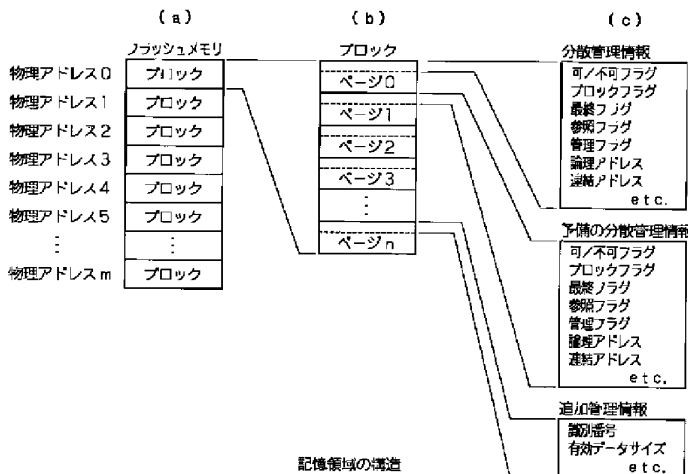 (a)
(b)
(c)
フラッシュメモリ
物理アドレス0 ブロック
物理アドレス1 ブロック
物理アドレス2 ブロック
物理アドレス3 ブロック
物理アドレス4 ブロック
物理アドレス5 ブロック
⋮ ⋮
物理アドレスm ブロック
ブロック
ページ0
ページ1
ページ2
ページ3
⋮
ページn
分散管理情報
可/不可フラグ
ブロックフラグ
最終フラグ
参照フラグ
管理フラグ
論理アドレス
連結アドレス
etc.
予備の分散管理情報
可/不可フラグ
ブロックフラグ
最終フラグ
参照フラグ
管理フラグ
論理アドレス
連結アドレス
etc.
追加管理情報
識別番号
有効データサイズ
etc.
記憶領域の構造